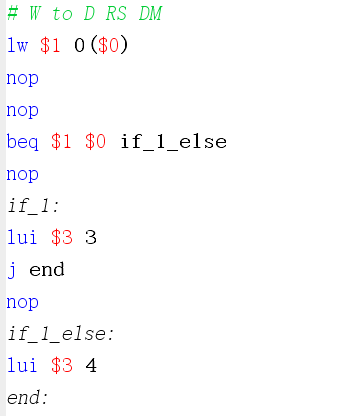 # W to D RS DM
lw $1 0($0)
nop
nop
beq $1 $0 if_1_else
nop
if_1:
lui $3 3
j end
nop
if_1_else:
lui $3 4
end: